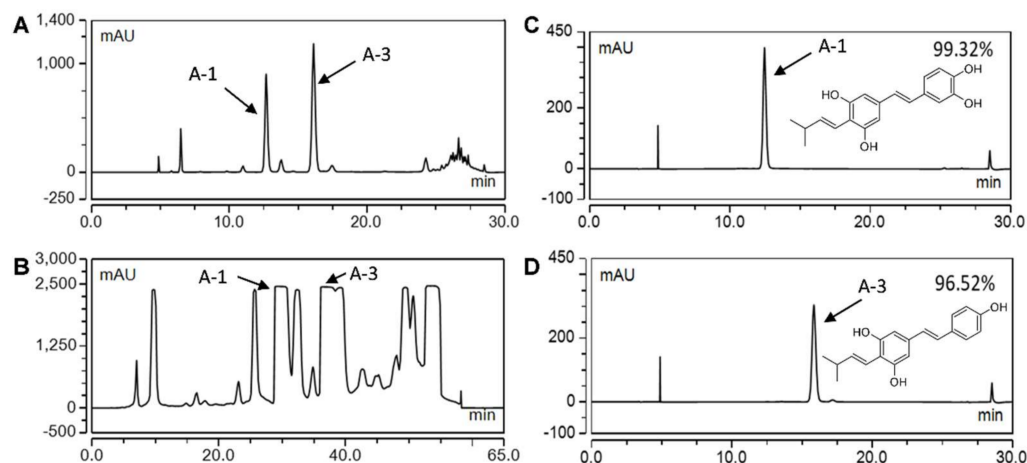 A
mAU
1,400
1,000
0
-250
A-1
A-3
min
0.0 10.0 20.0 30.0
B
mAU
3,000
2,500
1,250
0
-500
A-1
A-3
min
0.0 20.0 40.0 65.0
C
mAU
450
200
0
-100
A-1
99.32%
OH
OH
HO
OH
min
0.0 10.0 20.0 30.0
D
mAU
450
200
0
-100
A-3
96.52%
OH
HO
OH
min
0.0 10.0 20.0 30.0